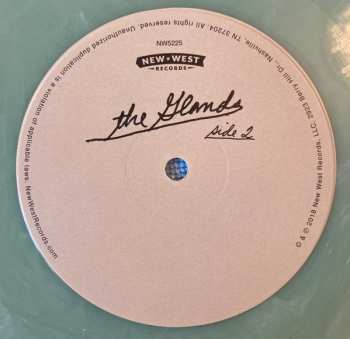 NW5225
NEW★WEST
RECORDS
the Glands
side 2
℗ & © 2018 New West Records, LLC, 2923 Berry Hill Dr., Nashville, TN 37204. All rights reserved. Unauthorized duplication is a violation of applicable laws. NewWestRecords.com